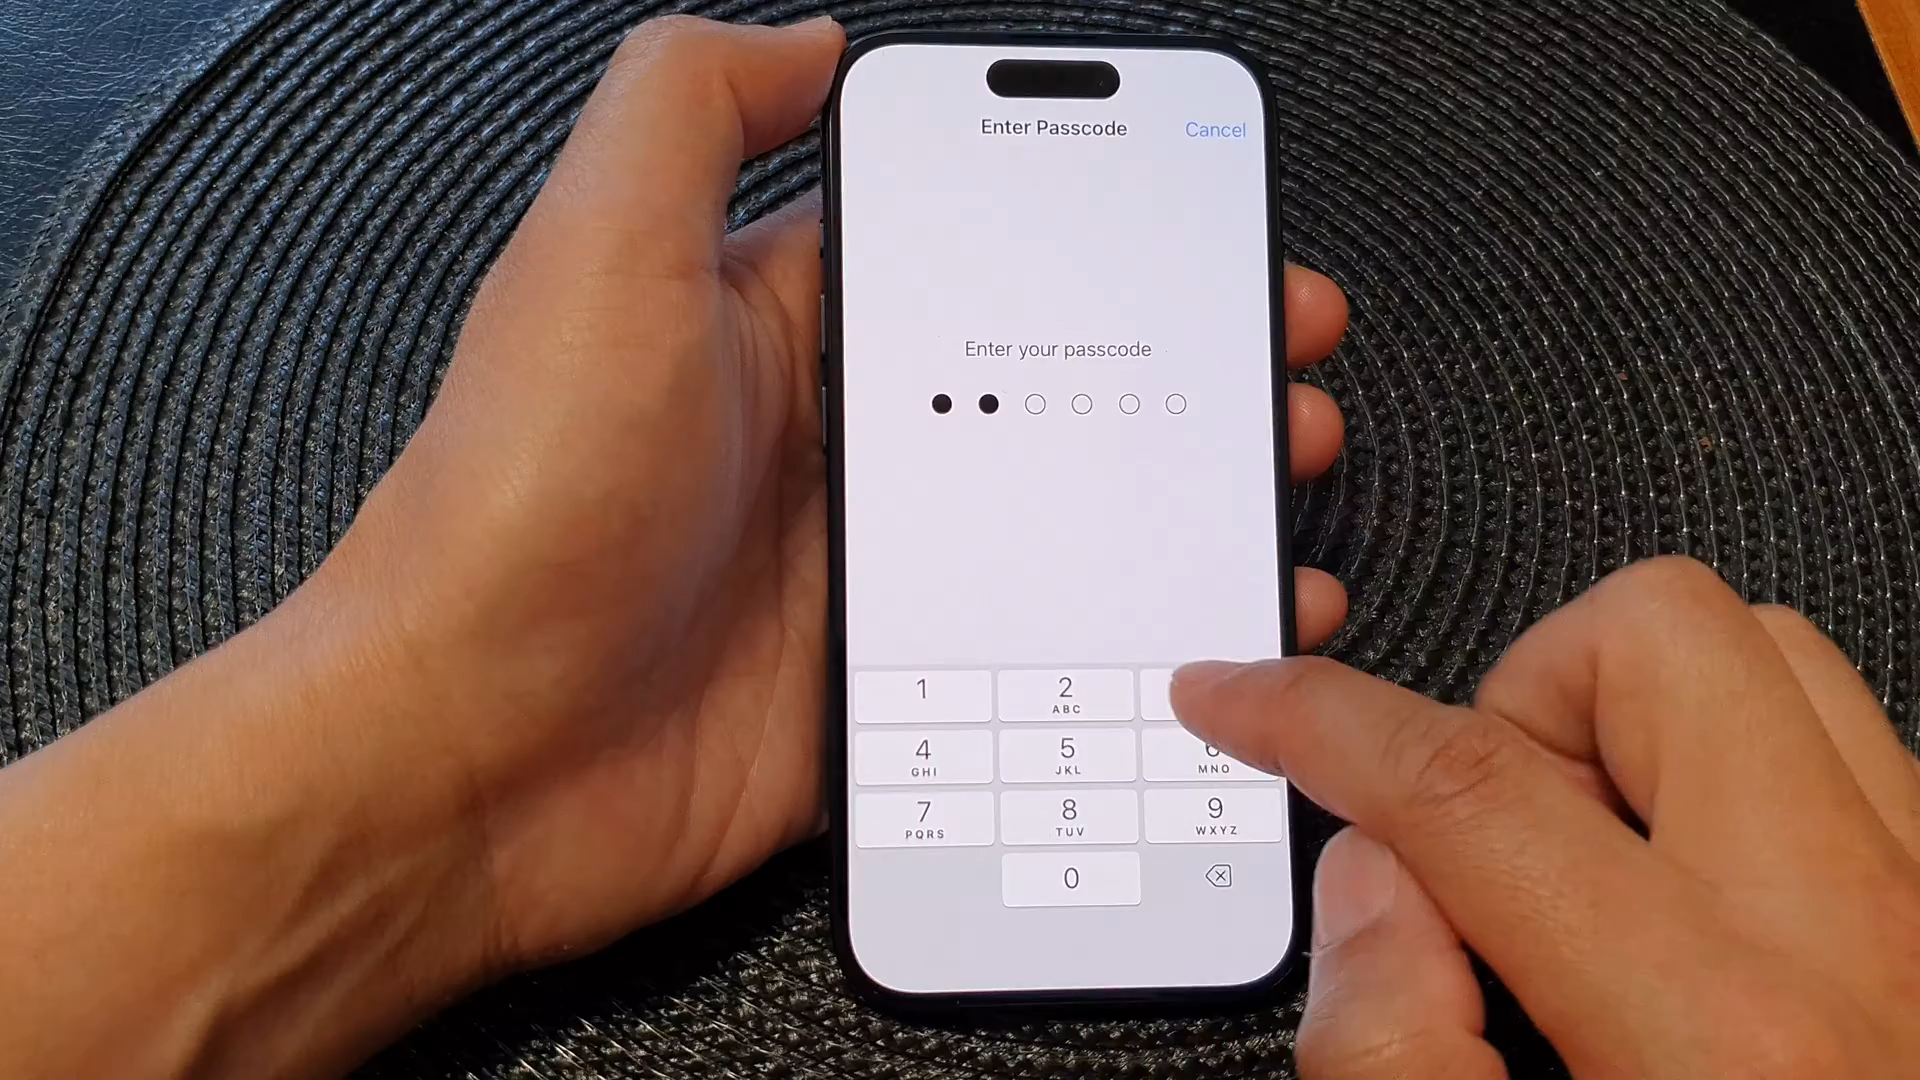 Enter Passcode
Cancel
Enter your passcode
1
2
ABC
4
GHI
5
JKL
6
MNO
7
PQRS
8
TUV
9
WXYZ
0